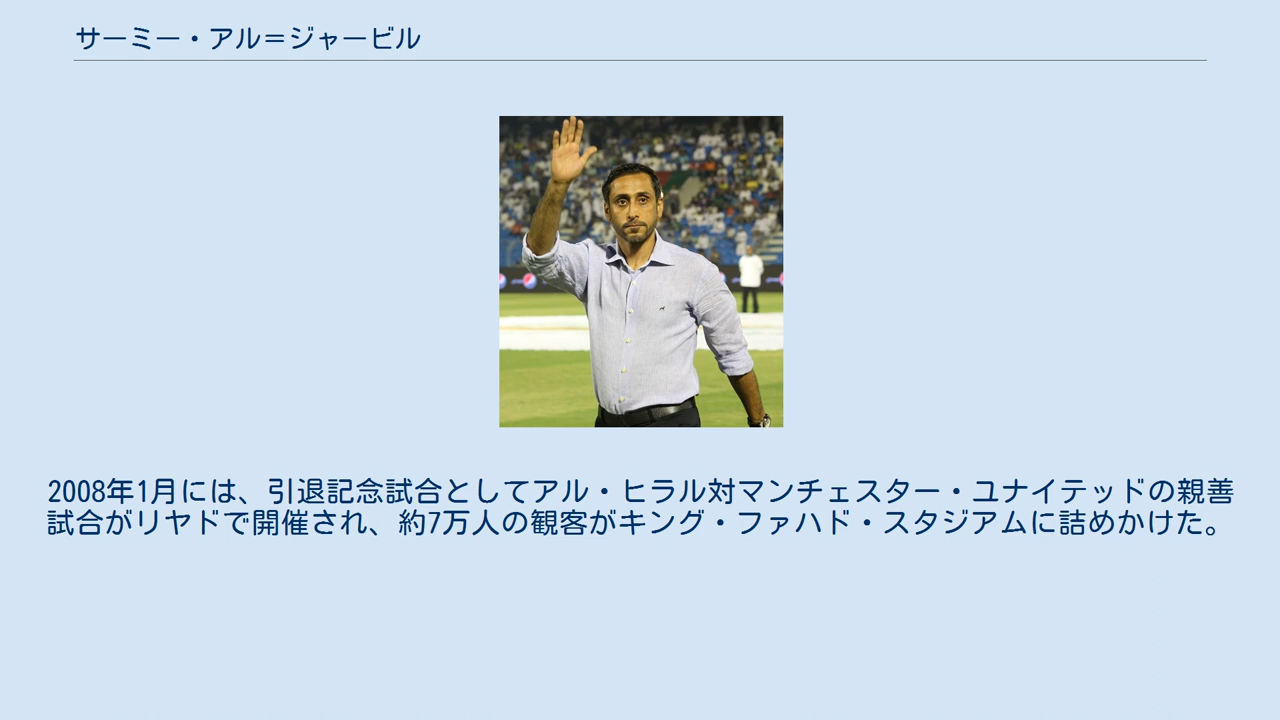 サーミー・アル＝ジャービル
2008年1月には、引退記念試合としてアル・ヒラル対マンチェスター・ユナイテッドの親善
試合がリヤドで開催され、約7万人の観客がキング・ファハド・スタジアムに詰めかけた。